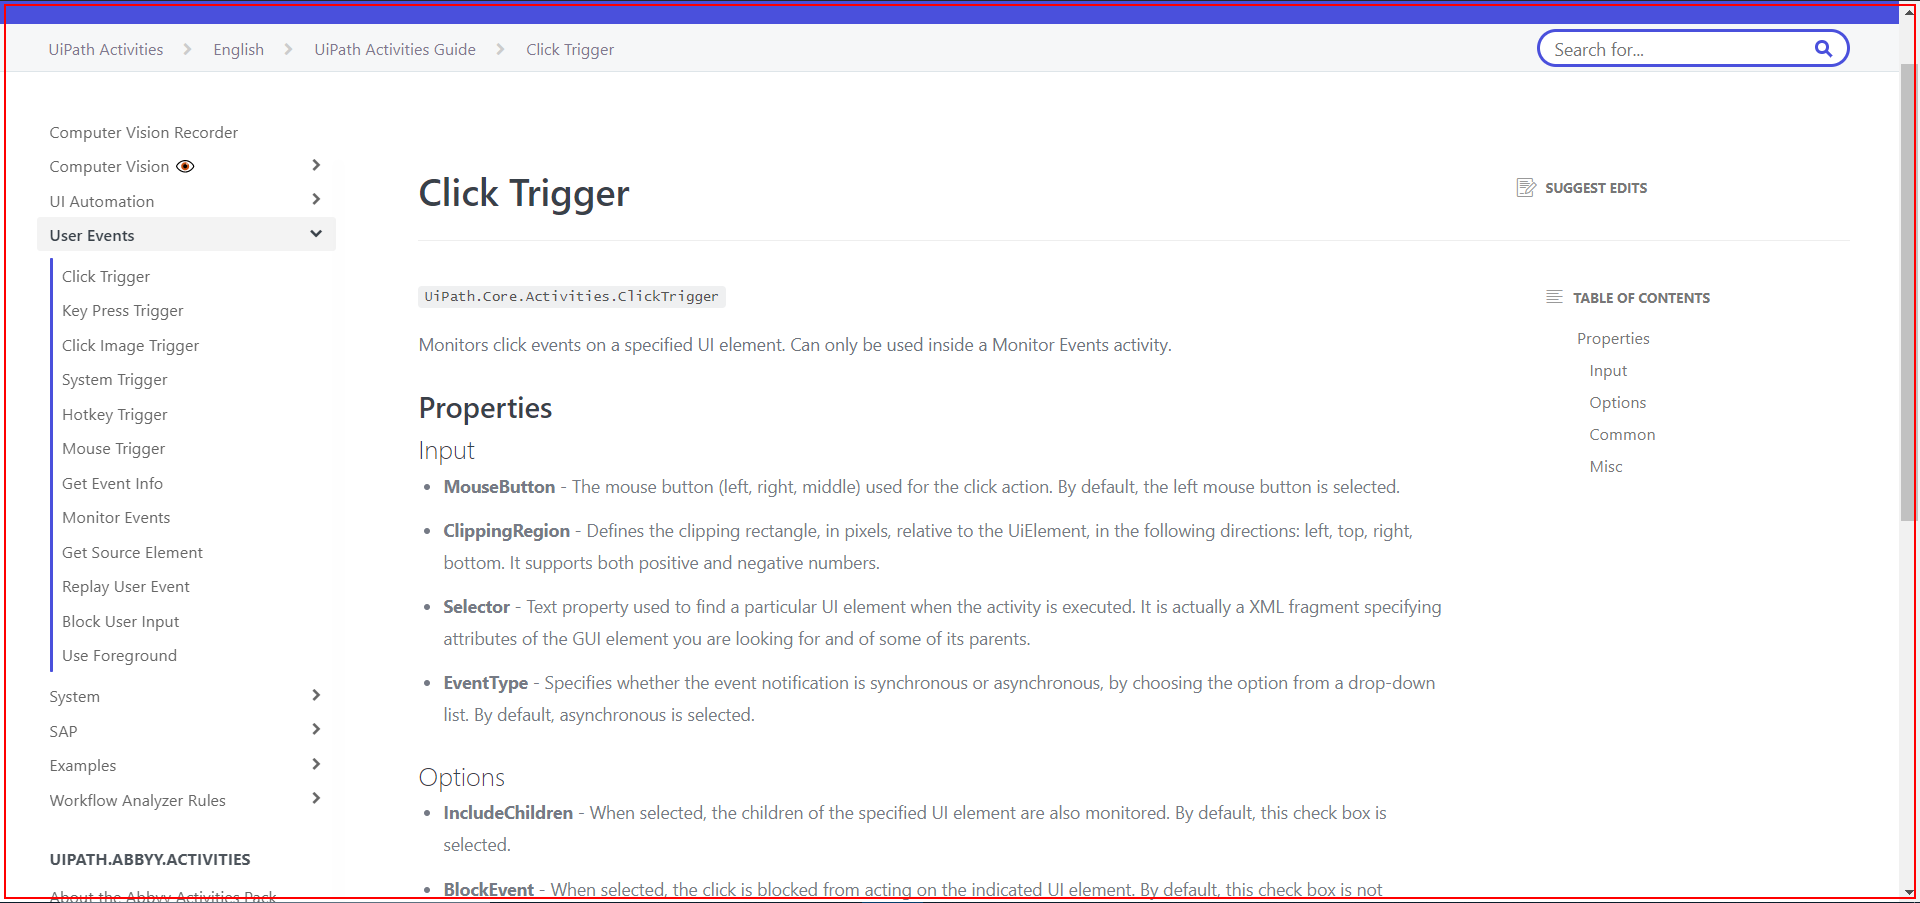 UiPath Activities > English > UiPath Activities Guide > Click Trigger
Search for...
Computer Vision Recorder
Computer Vision
UI Automation
User Events
Click Trigger
Key Press Trigger
Click Image Trigger
System Trigger
Hotkey Trigger
Mouse Trigger
Get Event Info
Monitor Events
Get Source Element
Replay User Event
Block User Input
Use Foreground
System
SAP
Examples
Workflow Analyzer Rules
UIPATH.ABBYY.ACTIVITIES
About the Abbyy Activities Pack
Click Trigger
UiPath.Core.Activities.ClickTrigger
Monitors click events on a specified UI element. Can only be used inside a Monitor Events activity.
Properties
Input
• MouseButton - The mouse button (left, right, middle) used for the click action. By default, the left mouse button is selected.
• ClippingRegion - Defines the clipping rectangle, in pixels, relative to the UiElement, in the following directions: left, top, right,
bottom. It supports both positive and negative numbers.
• Selector - Text property used to find a particular UI element when the activity is executed. It is actually a XML fragment specifying
attributes of the GUI element you are looking for and of some of its parents.
• EventType - Specifies whether the event notification is synchronous or asynchronous, by choosing the option from a drop-down
list. By default, asynchronous is selected.
Options
• IncludeChildren - When selected, the children of the specified UI element are also monitored. By default, this check box is
selected.
• BlockEvent - When selected, the click is blocked from acting on the indicated UI element. By default, this check box is not
SUGGEST EDITS
TABLE OF CONTENTS
Properties
Input
Options
Common
Misc